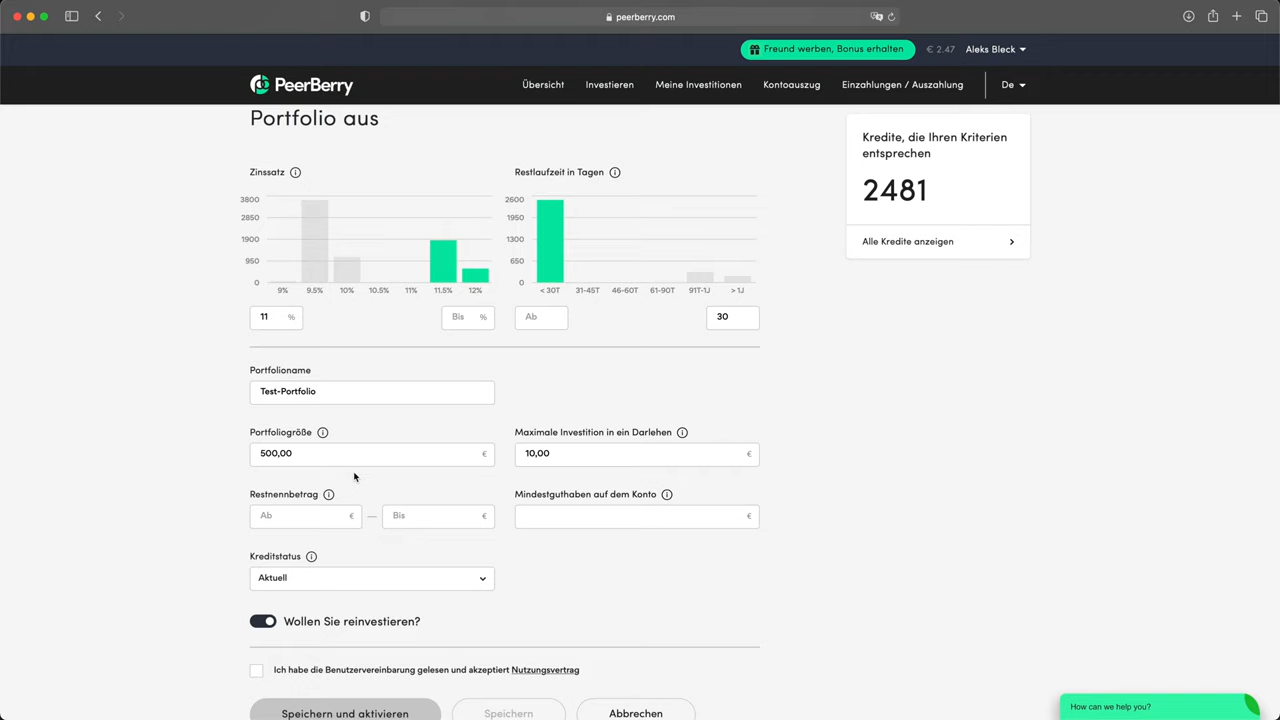 peerberry.com
Freund werben, Bonus erhalten
€ 2.47
Aleks Bleck
PeerBerry
Übersicht
Investieren
Meine Investitionen
Kontoauszug
Einzahlungen / Auszahlung
De
Portfolio aus
Kredite, die Ihren Kriterien
entsprechen
2481
Alle Kredite anzeigen
Zinssatz
3800
2850
1900
950
0
9%
9.5%
10%
10.5%
11%
11.5%
12%
11 %
Bis %
Restlaufzeit in Tagen
2600
1950
1300
650
0
< 30T
31-45T
46-60T
61-90T
91T-1J
> 1J
Ab
30
Portfolioname
Test-Portfolio
Portfoliogröße
500,00 €
Maximale Investition in ein Darlehen
10,00 €
Restnennbetrag
Ab € — Bis €
Mindestguthaben auf dem Konto
€
Kreditstatus
Aktuell
Wollen Sie reinvestieren?
Ich habe die Benutzervereinbarung gelesen und akzeptiert Nutzungsvertrag
Speichern und aktivieren
Speichern
Abbrechen
How can we help you?